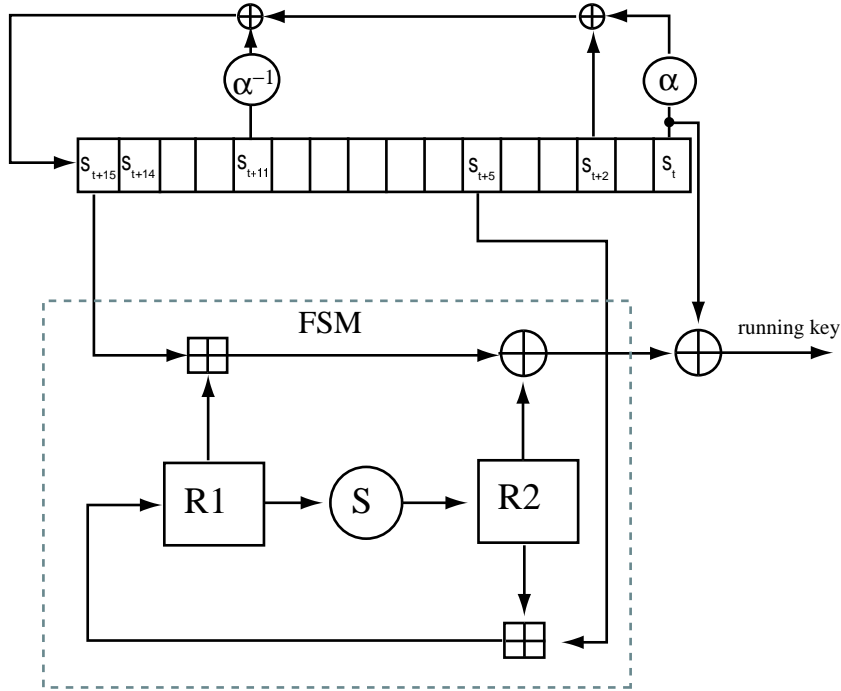 α⁻¹
α
s_{t+15} s_{t+14} s_{t+11} s_{t+5} s_{t+2} s_t
FSM
running key
R1 S R2